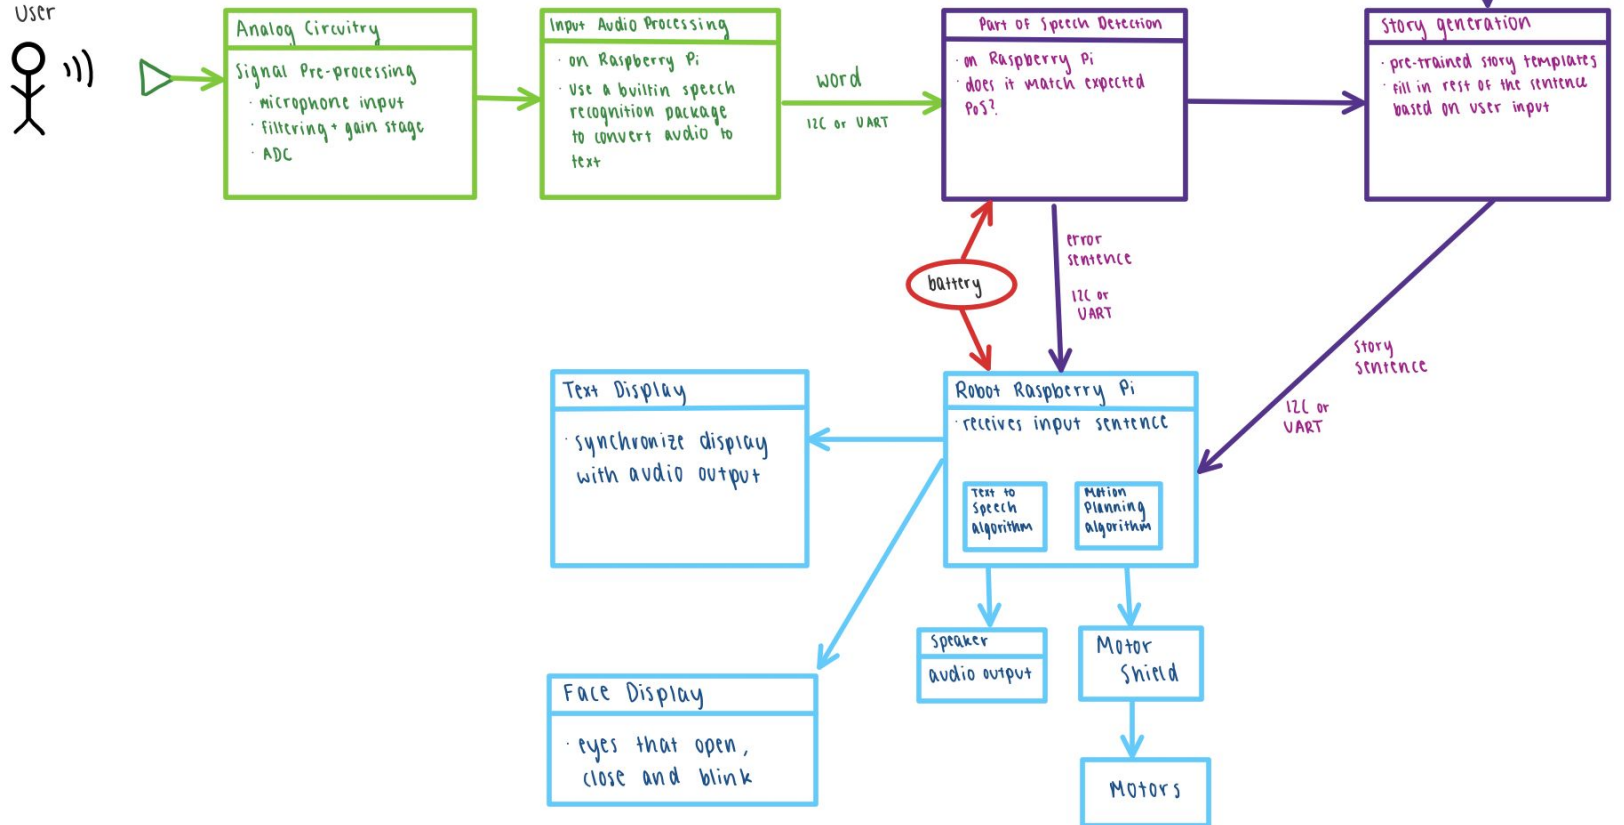 User
Analog Circuitry
Signal Pre-processing
· microphone input
· filtering + gain stage
· ADC
Input Audio Processing
· on Raspberry Pi
· Use a builtin speech
recognition package
to convert audio to
text
word
I2C or UART
Part of Speech Detection
· on Raspberry Pi
· does it match expected
PoS?
Story generation
· pre-trained story templates
· fill in rest of the sentence
based on user input
battery
error
sentence
I2C or
UART
story
sentence
I2C or
UART
Text Display
· synchronize display
with audio output
Robot Raspberry Pi
· receives input sentence
Text to
Speech
algorithm
Motion
Planning
algorithm
Face Display
· eyes that open,
close and blink
Speaker
audio output
Motor
Shield
Motors